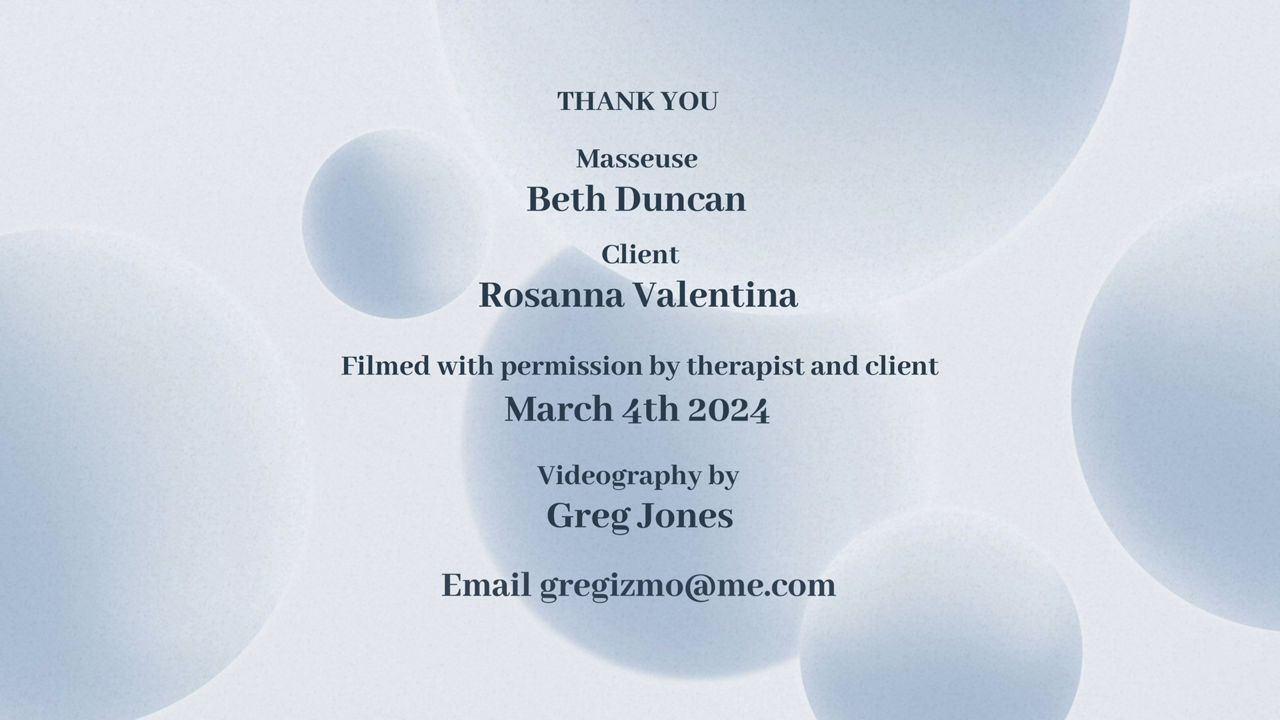 THANK YOU
Masseuse
Beth Duncan
Client
Rosanna Valentina
Filmed with permission by therapist and client
March 4th 2024
Videography by
Greg Jones
Email gregizmo@me.com